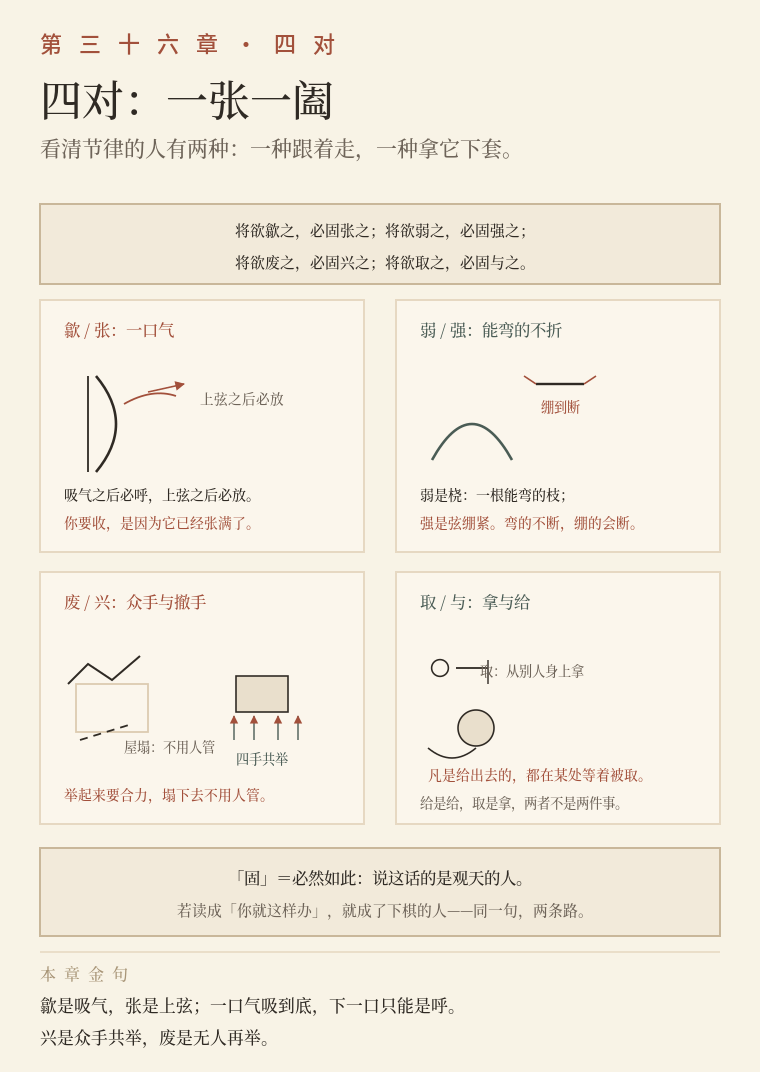 第三十六章·四对
四对：一张一阖
看清节律的人有两种：一种跟着走，一种拿它下套。
将欲歙之，必固张之；将欲弱之，必固强之；
将欲废之，必固兴之；将欲取之，必固与之。
歙 / 张：一口气
上弦之后必放
吸气之后必呼，上弦之后必放。
你要收，是因为它已经张满了。
弱 / 强：能弯的不折
绷到断
弱是桡：一根能弯的枝；
强是弦绷紧。弯的不断，绷的会断。
废 / 兴：众手与撤手
屋塌：不用人管
四手共举
举起来要合力，塌下去不用人管。
取 / 与：拿与给
取：从别人身上拿
凡是给出去的，都在某处等着被取。
给是给，取是拿，两者不是两件事。
「固」＝必然如此：说这话的是观天的人。
若读成「你就这样办」，就成了下棋的人——同一句，两条路。
本章金句
歙是吸气，张是上弦；一口气吸到底，下一口只能是呼。
兴是众手共举，废是无人再举。